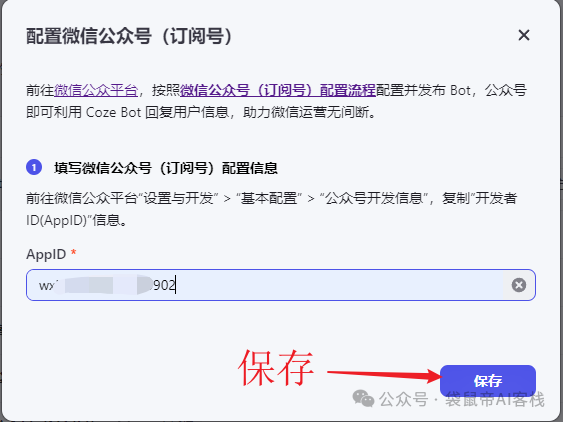 配置微信公众号（订阅号）
前往微信公众平台，按照微信公众号（订阅号）配置流程配置并发布 Bot，公众号
即可利用 Coze Bot 回复用户信息，助力微信运营无间断。
1 填写微信公众号（订阅号）配置信息
前往微信公众平台“设置与开发” > “基本配置” > “公众号开发信息”，复制“开发者
ID(AppID)”信息。
AppID *
wx 902
保存 保存
公众号 · 袋鼠帝AI客栈